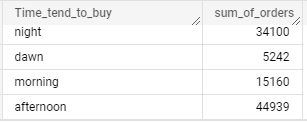 Time_tend_to_buy sum_of_orders
night 34100
dawn 5242
morning 15160
afternoon 44939